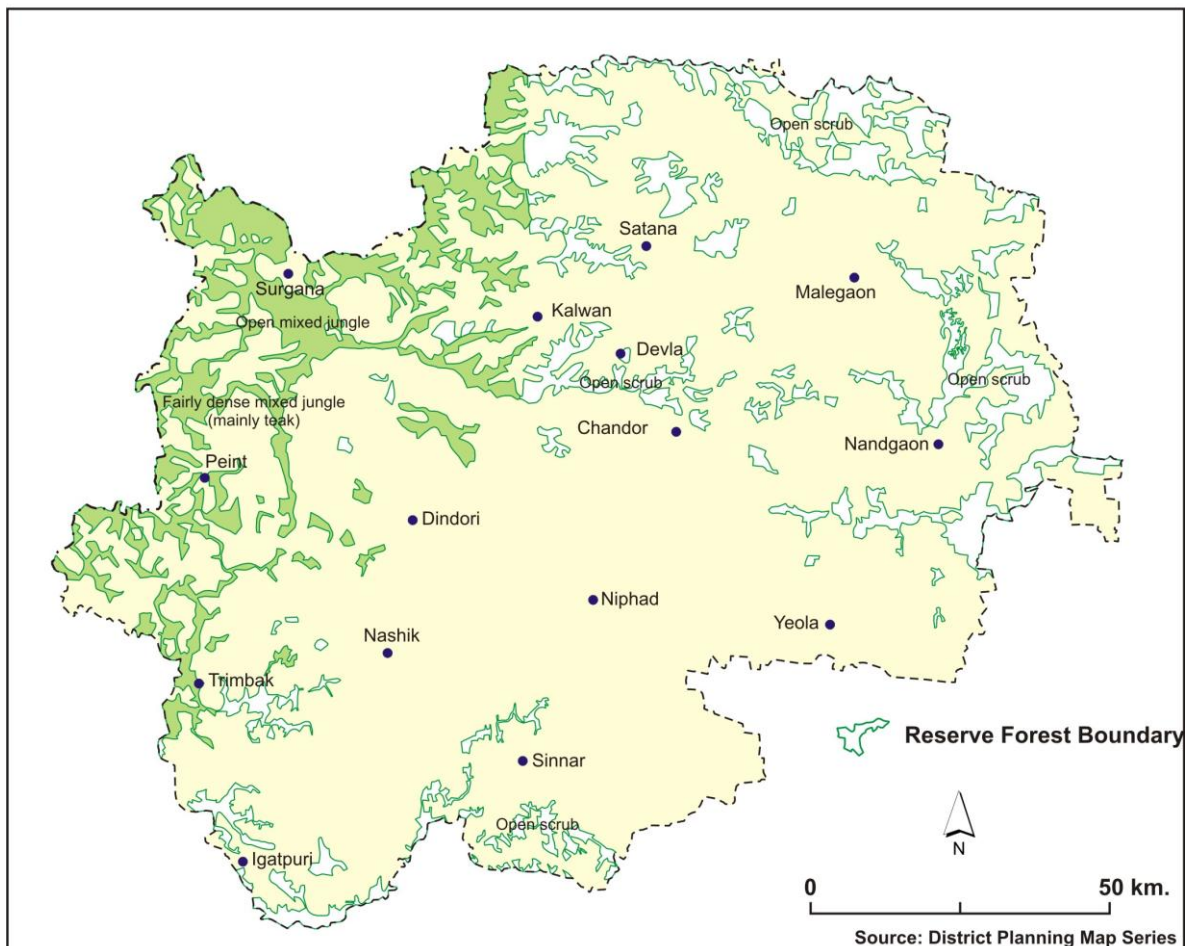 Open scrub
Satana
Surgana
Malegaon
Open mixed jungle
Kalwan
Devla
Open scrub
Open scrub
Fairly dense mixed jungle
(mainly teak)
Chandor
Nandgaon
Peint
Dindori
Niphad
Yeola
Nashik
Trimbak
Reserve Forest Boundary
Sinnar
Open scrub
Igatpuri
N
0 50 km.
Source: District Planning Map Series